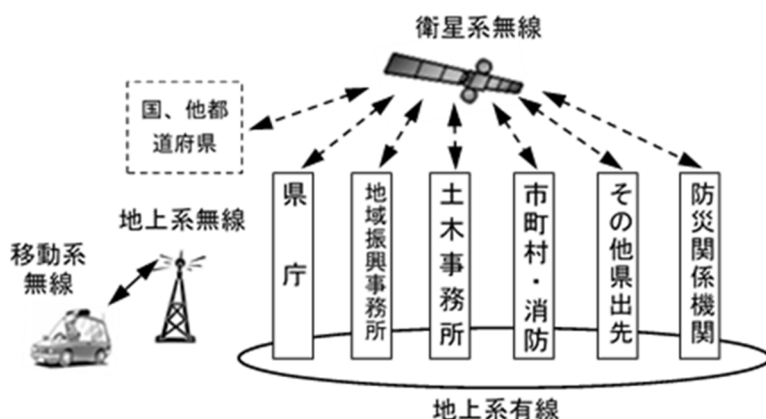 衛星系無線
国、他都
道府県
地上系無線
移動系
無線
県庁
地域振興事務所
土木事務所
市町村・消防
その他県出先
防災関係機関
地上系有線